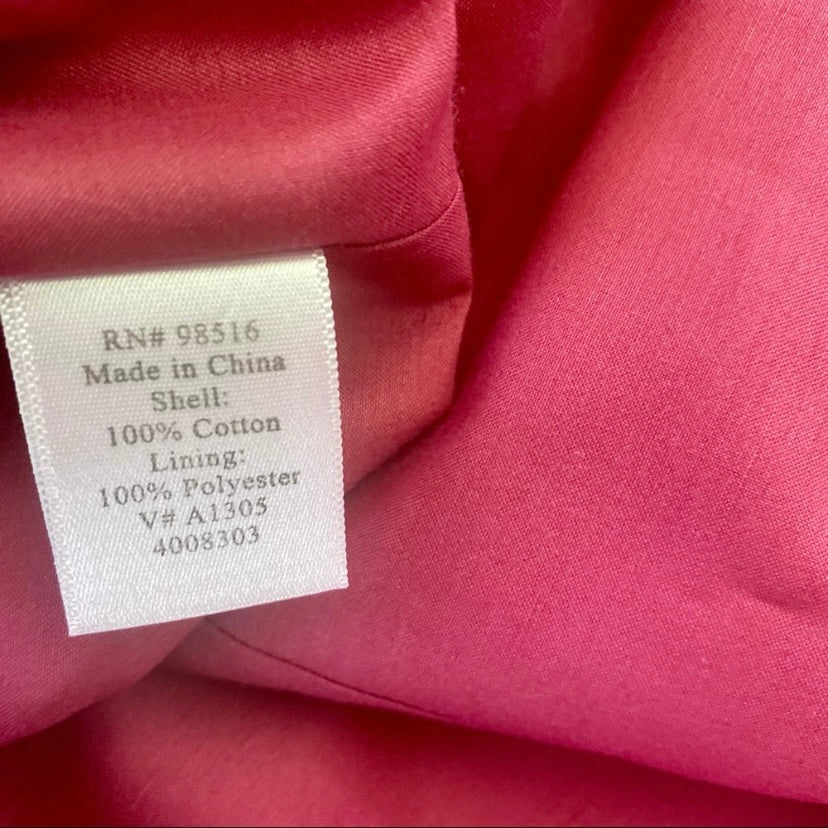 RN# 98516
Made in China
Shell:
100% Cotton
Lining:
100% Polyester
V# A1305
4008303